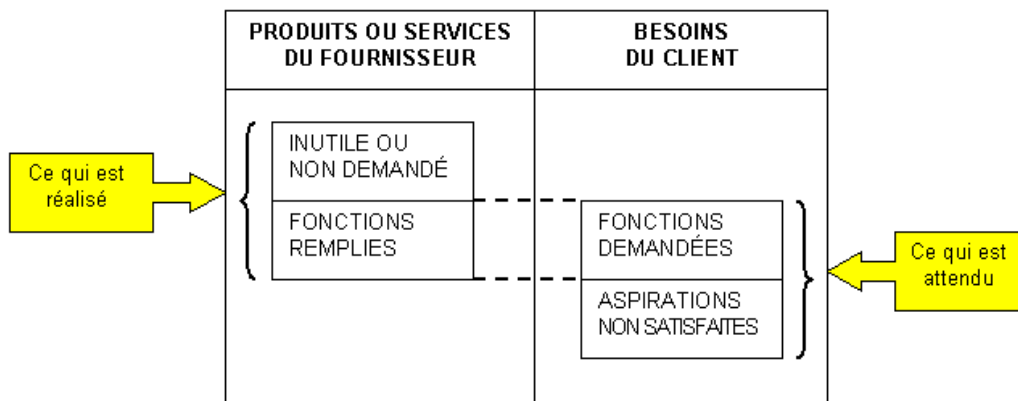 PRODUITS OU SERVICES
DU FOURNISSEUR
BESOINS
DU CLIENT
Ce qui est
réalisé
INUTILE OU
NON DEMANDÉ
FONCTIONS
REMPLIES
FONCTIONS
DEMANDÉES
ASPIRATIONS
NON SATISFAITES
Ce qui est
attendu